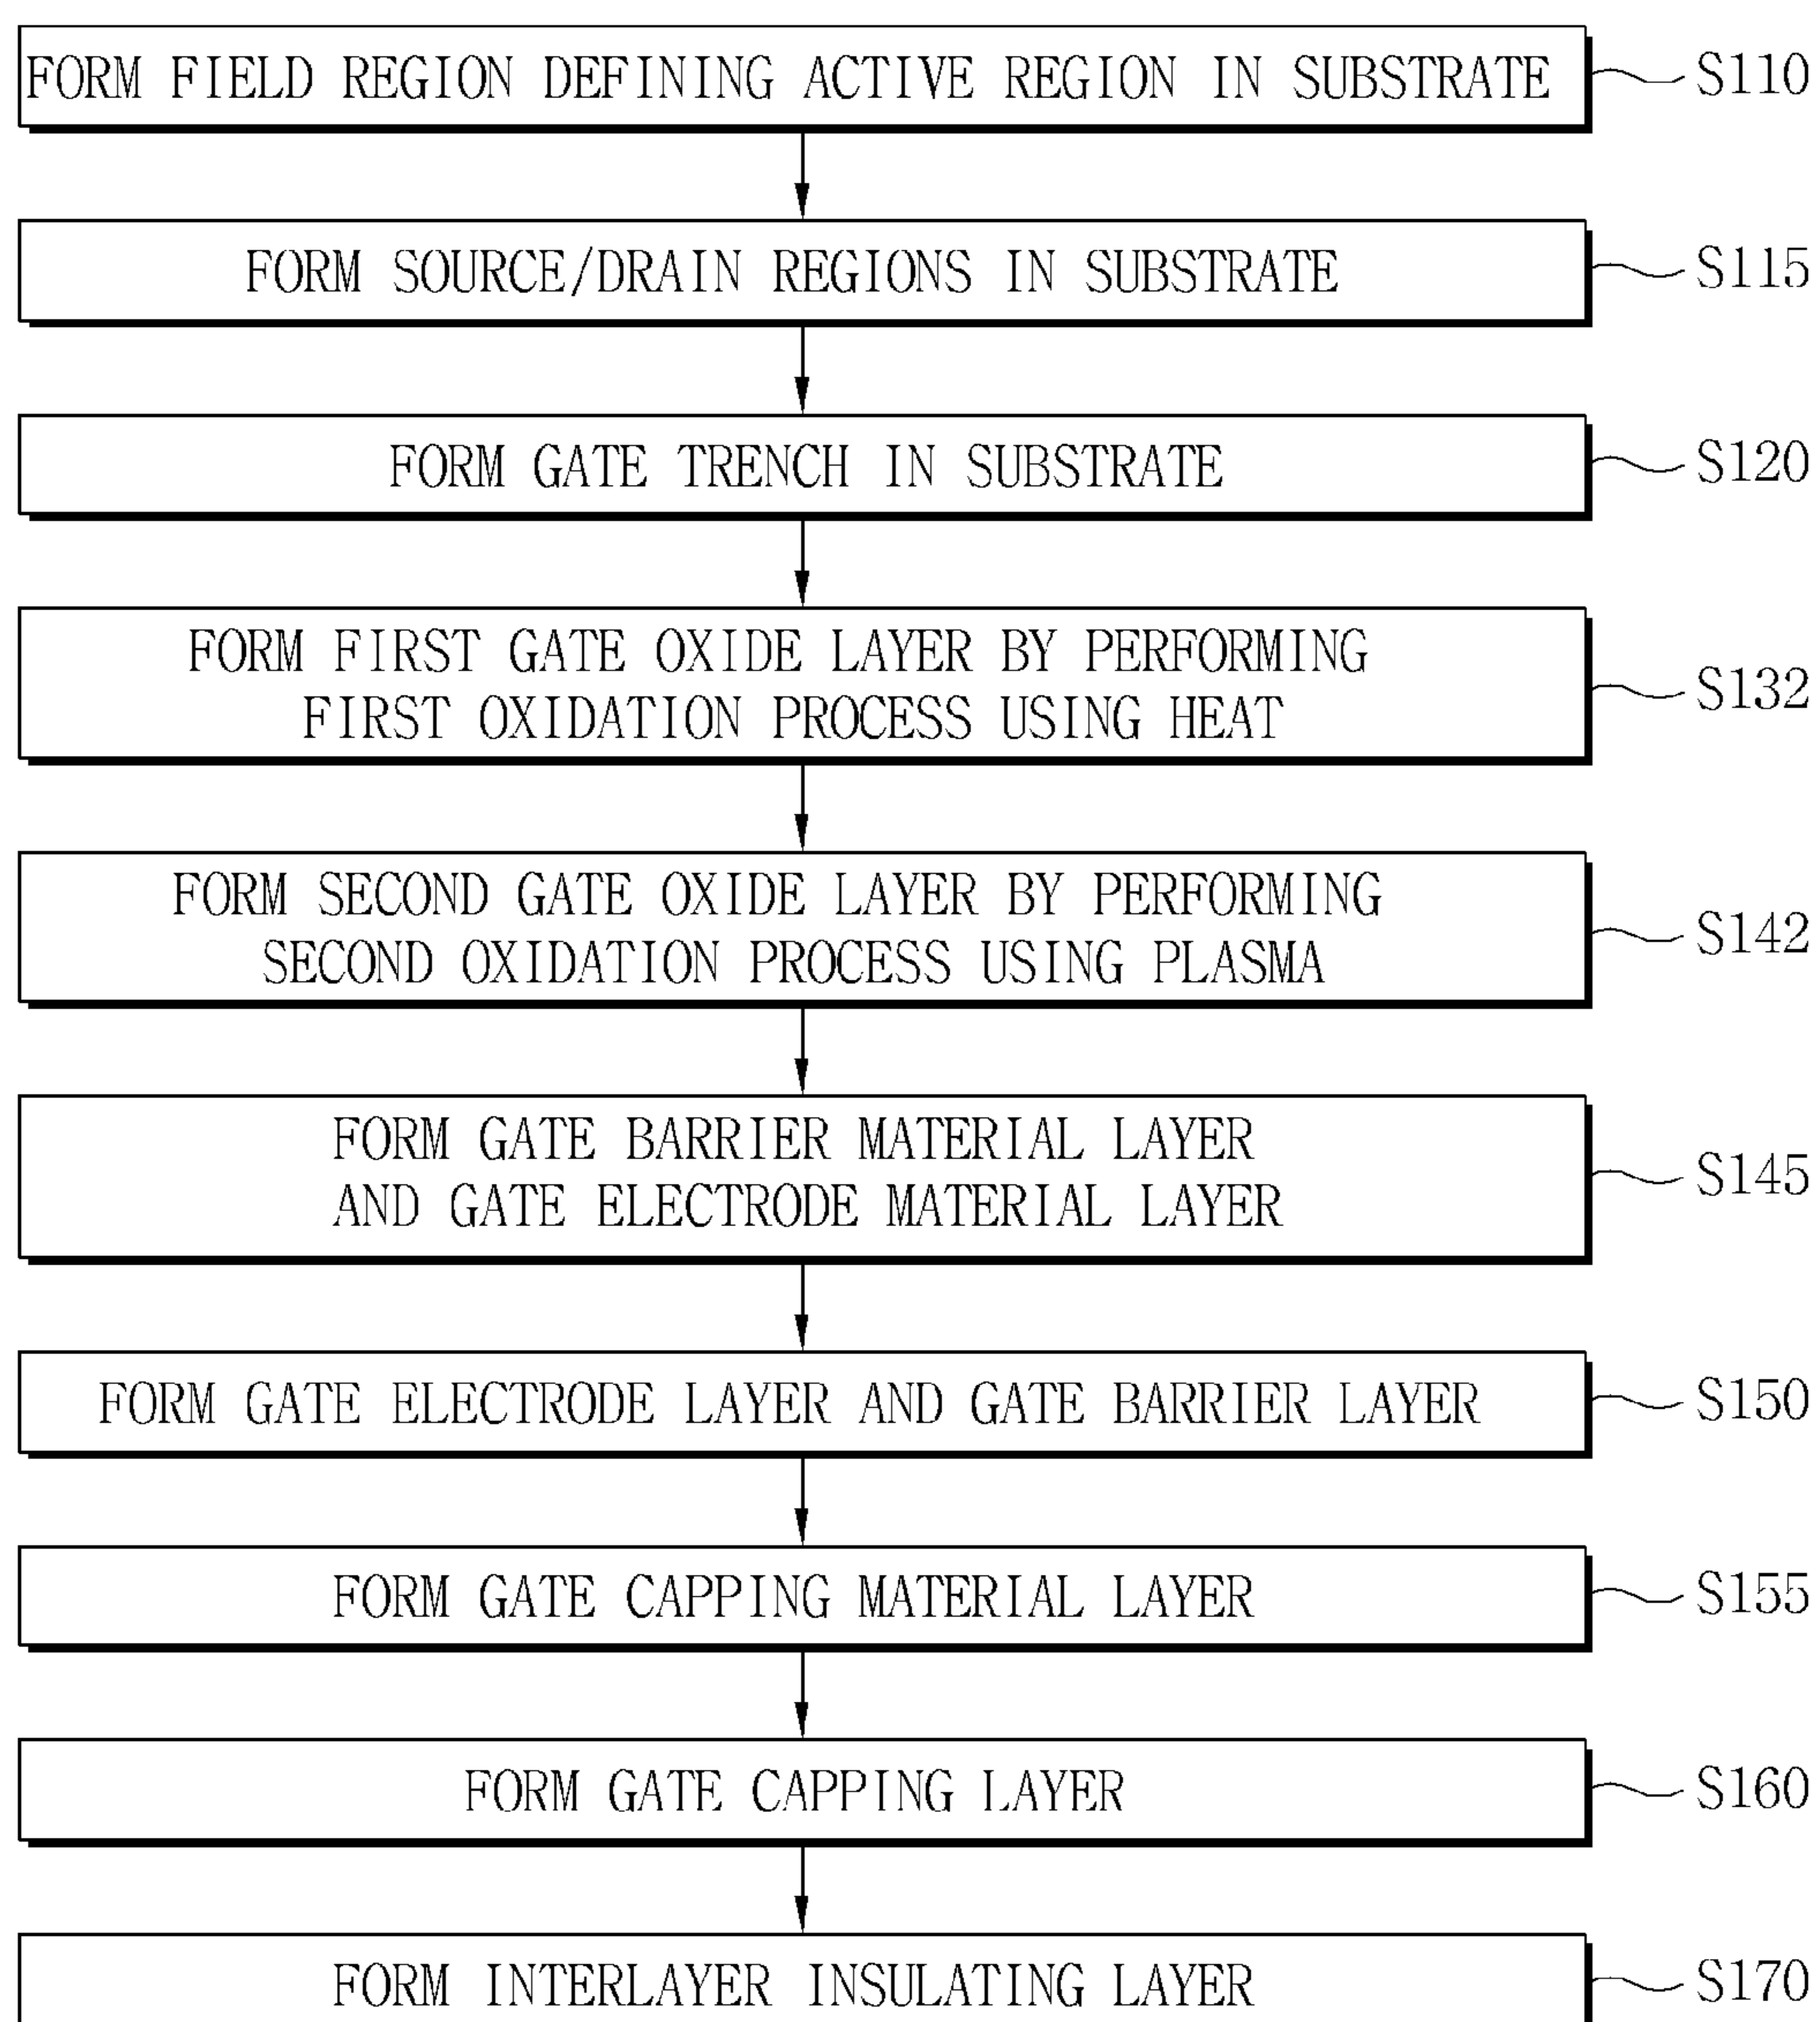 FORM FIELD REGION DEFINING ACTIVE REGION IN SUBSTRATE S110
FORM SOURCE/DRAIN REGIONS IN SUBSTRATE S115
FORM GATE TRENCH IN SUBSTRATE S120
FORM FIRST GATE OXIDE LAYER BY PERFORMING
FIRST OXIDATION PROCESS USING HEAT
S132
FORM SECOND GATE OXIDE LAYER BY PERFORMING
SECOND OXIDATION PROCESS USING PLASMA
S142
FORM GATE BARRIER MATERIAL LAYER
AND GATE ELECTRODE MATERIAL LAYER
S145
FORM GATE ELECTRODE LAYER AND GATE BARRIER LAYER S150
FORM GATE CAPPING MATERIAL LAYER S155
FORM GATE CAPPING LAYER S160
FORM INTERLAYER INSULATING LAYER S170